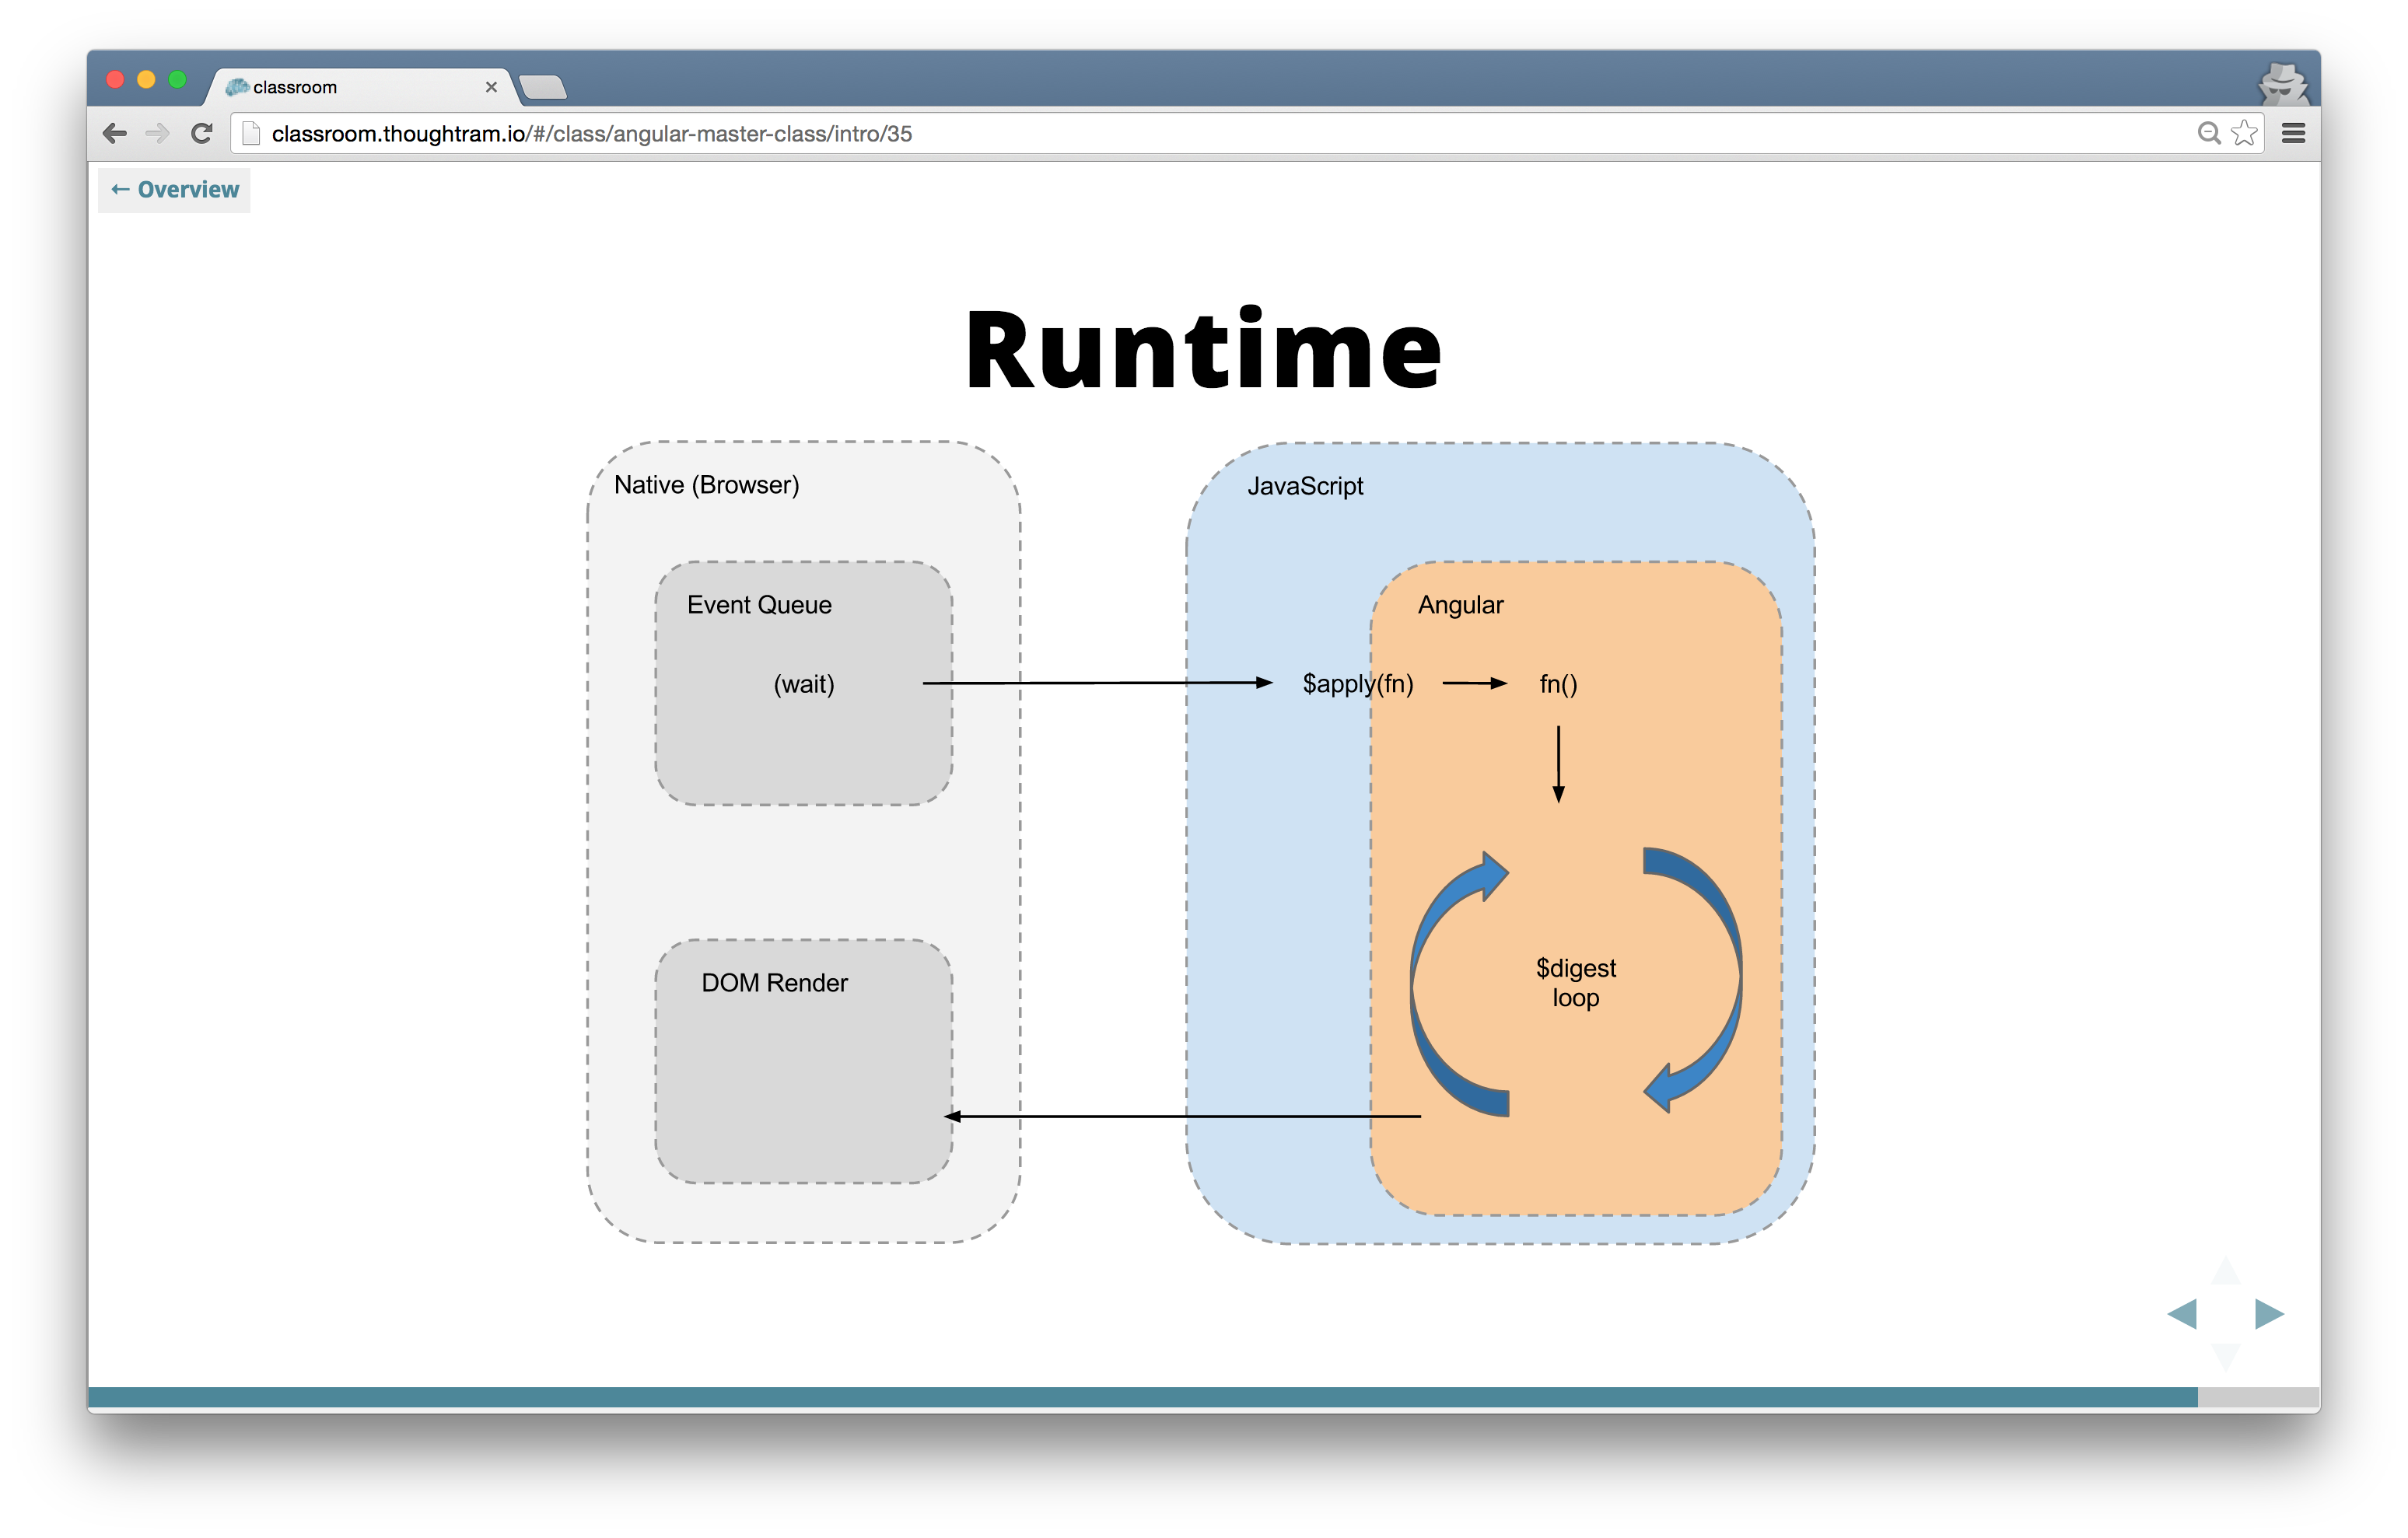 classroom
classroom.thoughtram.io/#/class/angular-master-class/intro/35
← Overview
Runtime
Native (Browser)
JavaScript
Event Queue
Angular
(wait)
$apply(fn)
fn()
DOM Render
$digest
loop